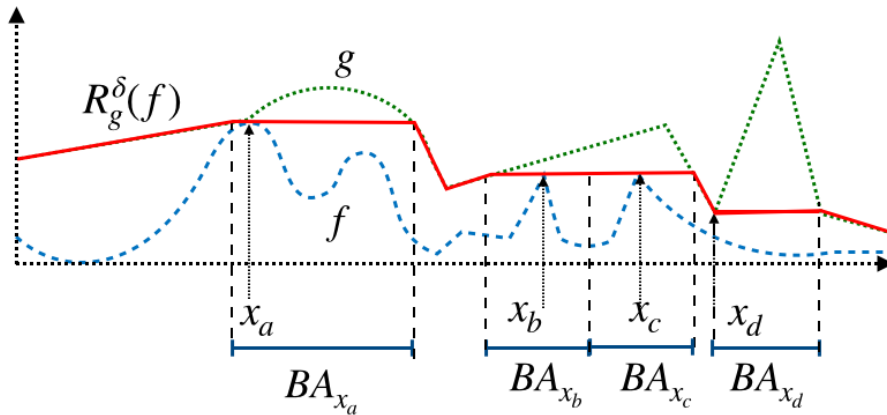 g
R_g^δ(f)
f
x_a x_b x_c x_d
BA_{x_a} BA_{x_b} BA_{x_c} BA_{x_d}